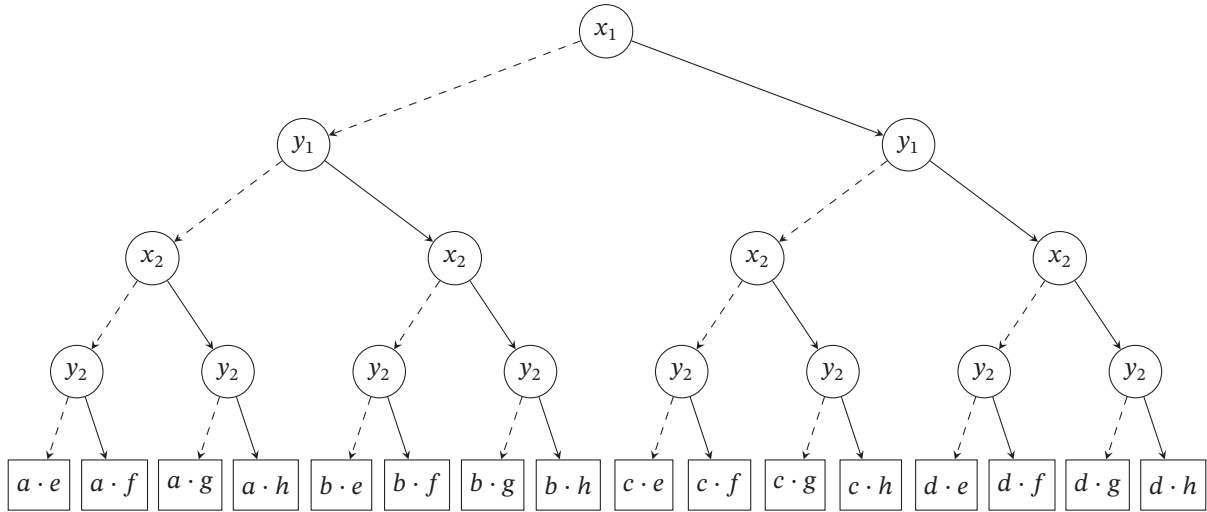 x₁
y₁ y₁
x₂ x₂ x₂ x₂
y₂ y₂ y₂ y₂ y₂ y₂ y₂ y₂
a · e a · f a · g a · h b · e b · f b · g b · h c · e c · f c · g c · h d · e d · f d · g d · h